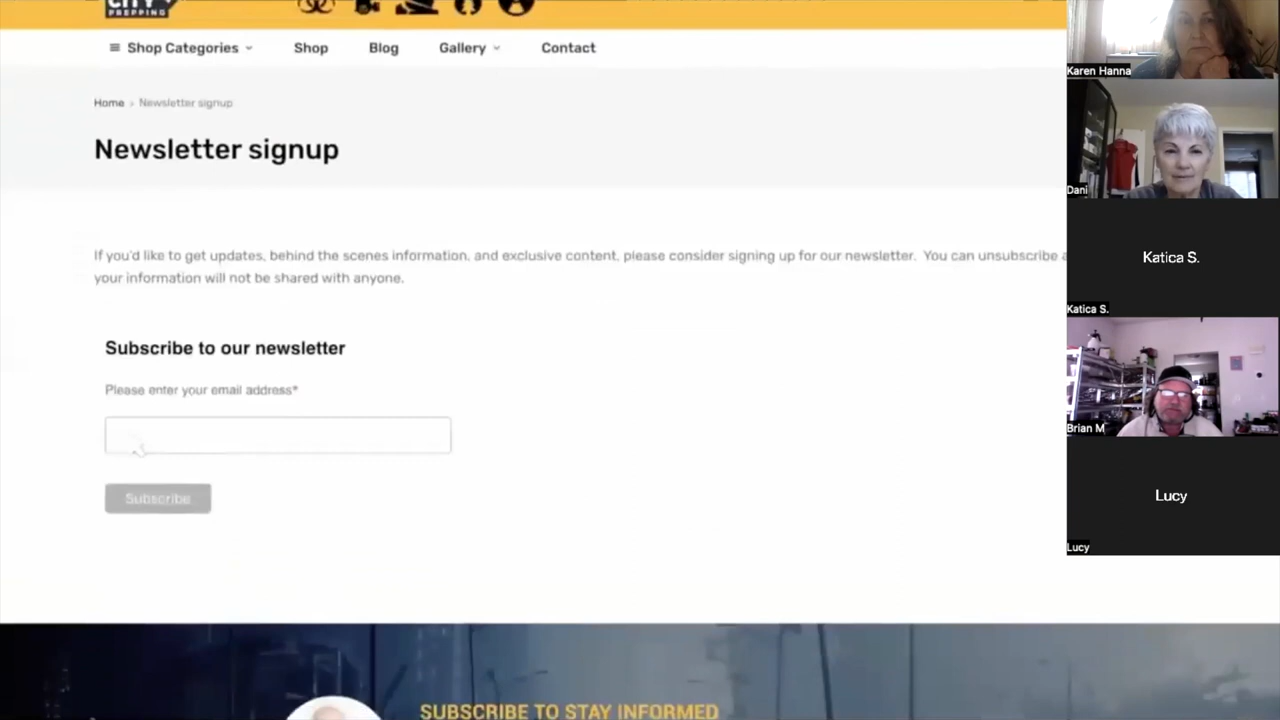 CITY
PREPPING
Shop Categories
Shop
Blog
Gallery
Contact
Home > Newsletter signup
Newsletter signup
If you'd like to get updates, behind the scenes information, and exclusive content, please consider signing up for our newsletter. You can unsubscribe
your information will not be shared with anyone.
Subscribe to our newsletter
Please enter your email address*
Subscribe
SUBSCRIBE TO STAY INFORMED
Karen Hanna
Dani
Katica S.
Katica S.
Brian M
Lucy
Lucy